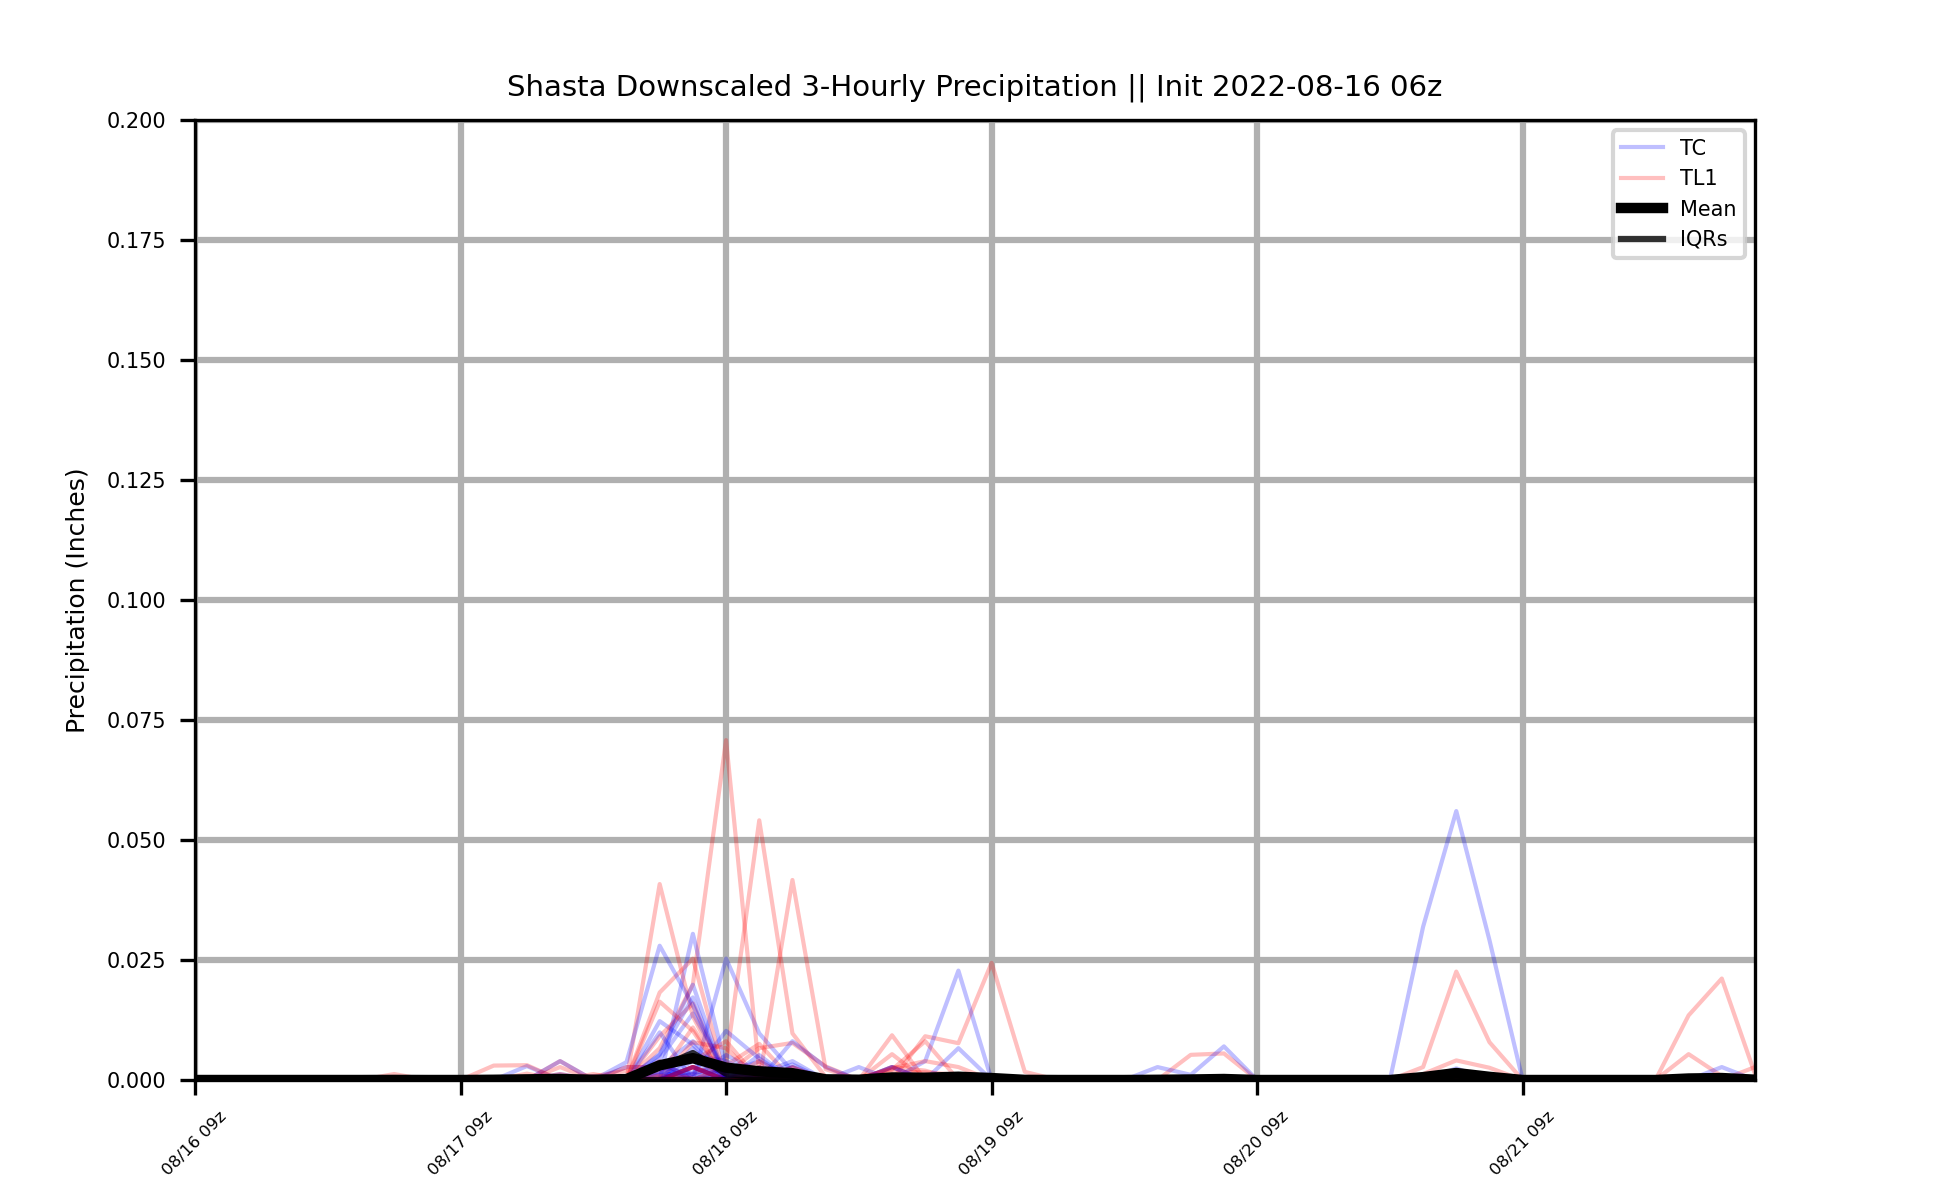 Shasta Downscaled 3-Hourly Precipitation || Init 2022-08-16 06z
TC
TL1
Mean
IQRs
Precipitation (Inches)
0.200
0.175
0.150
0.125
0.100
0.075
0.050
0.025
0.000
08/16 09z
08/17 09z
08/18 09z
08/19 09z
08/20 09z
08/21 09z